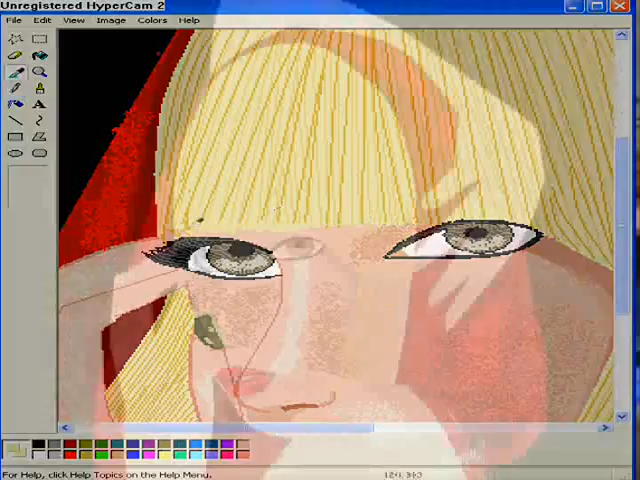 Unregistered HyperCam 2
File Edit View Image Colors Help
A
For Help, click Help Topics on the Help Menu.